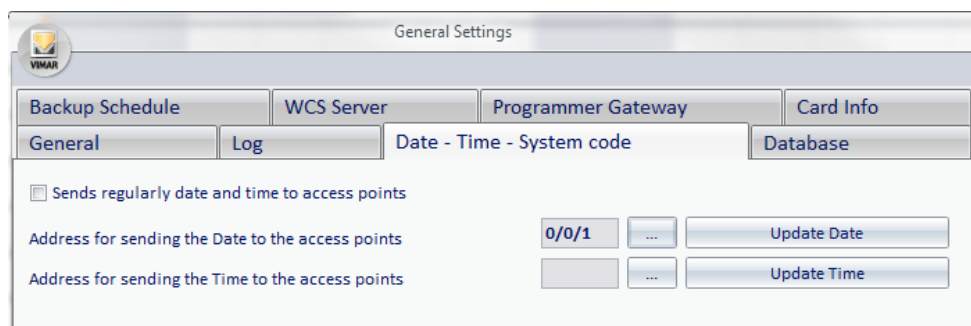 General Settings
VIMAR
Backup Schedule WCS Server Programmer Gateway Card Info
General Log Date - Time - System code Database
Sends regularly date and time to access points
Address for sending the Date to the access points 0/0/1 ... Update Date
Address for sending the Time to the access points ... Update Time